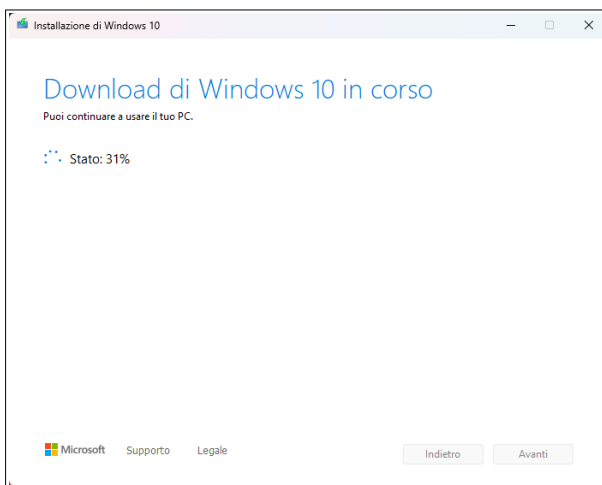 Installazione di Windows 10
Download di Windows 10 in corso
Puoi continuare a usare il tuo PC.
Stato: 31%
Microsoft Supporto Legale Indietro Avanti